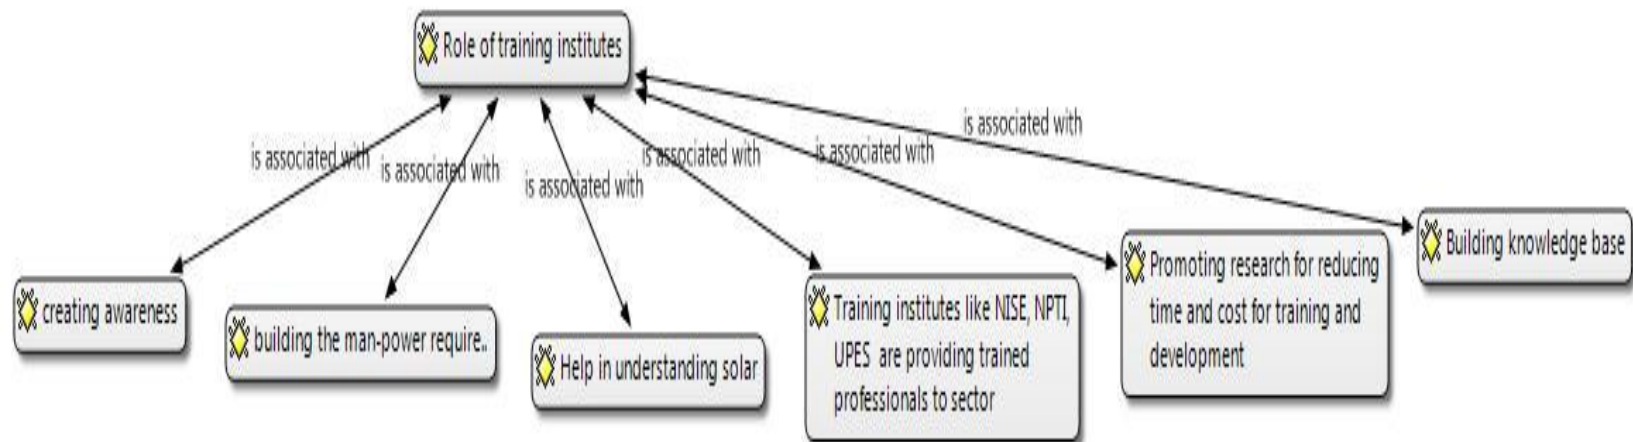 Role of training institutes
is associated with
is associated with
is associated with
is associated with
is associated with
is associated with
creating awareness
building the man-power require..
Help in understanding solar
Training institutes like NISE, NPTI,
UPES are providing trained
professionals to sector
Promoting research for reducing
time and cost for training and
development
Building knowledge base